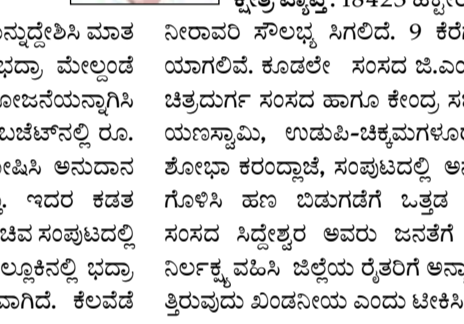 ನ್ನುದ್ದೇಶಿಸಿ ಮಾತ
ಭದ್ರಾ ಮೇಲ್ದಂಡೆ
ೋಜನೆಯನ್ನಾಗಿಸಿ
ಬಜೆಟ್‌ನಲ್ಲಿ ರೂ.
ೋಷಿಸಿ ಅನುದಾನ
ಇದರ ಕಡತ
ಚಿವ ಸಂಪುಟದಲ್ಲಿ
ಲ್ಲೂಕಿನಲ್ಲಿ ಭದ್ರಾ
ವಾಗಿದೆ. ಕೆಲವೆಡೆ
ಕ್ಷೇತ್ರ ವ್ಯಾಪ್ತಿ: 18425 ಹೆಕ್ಟೇರ
ನೀರಾವರಿ ಸೌಲಭ್ಯ ಸಿಗಲಿದೆ. 9 ಕೆರೆಗ
ಯಾಗಲಿವೆ. ಕೂಡಲೇ ಸಂಸದ ಜಿ.ಎಂ
ಚಿತ್ರದುರ್ಗ ಸಂಸದ ಹಾಗೂ ಕೇಂದ್ರ ಸಚ
ಯಣಸ್ವಾಮಿ, ಉಡುಪಿ-ಚಿಕ್ಕಮಗಳೂರ
ಶೋಭಾ ಕರಂದ್ಲಾಜೆ, ಸಂಪುಟದಲ್ಲಿ ಅನ
ಗೊಳಿಸಿ ಹಣ ಬಿಡುಗಡೆಗೆ ಒತ್ತಡ
ಸಂಸದ ಸಿದ್ದೇಶ್ವರ ಅವರು ಜನತೆಗೆ
ನಿರ್ಲಕ್ಷ್ಯ ವಹಿಸಿ ಜಿಲ್ಲೆಯ ರೈತರಿಗೆ ಅನ್ಯಾ
ತ್ತಿರುವುದು ಖಂಡನೀಯ ಎಂದು ಟೀಕಿಸಿ